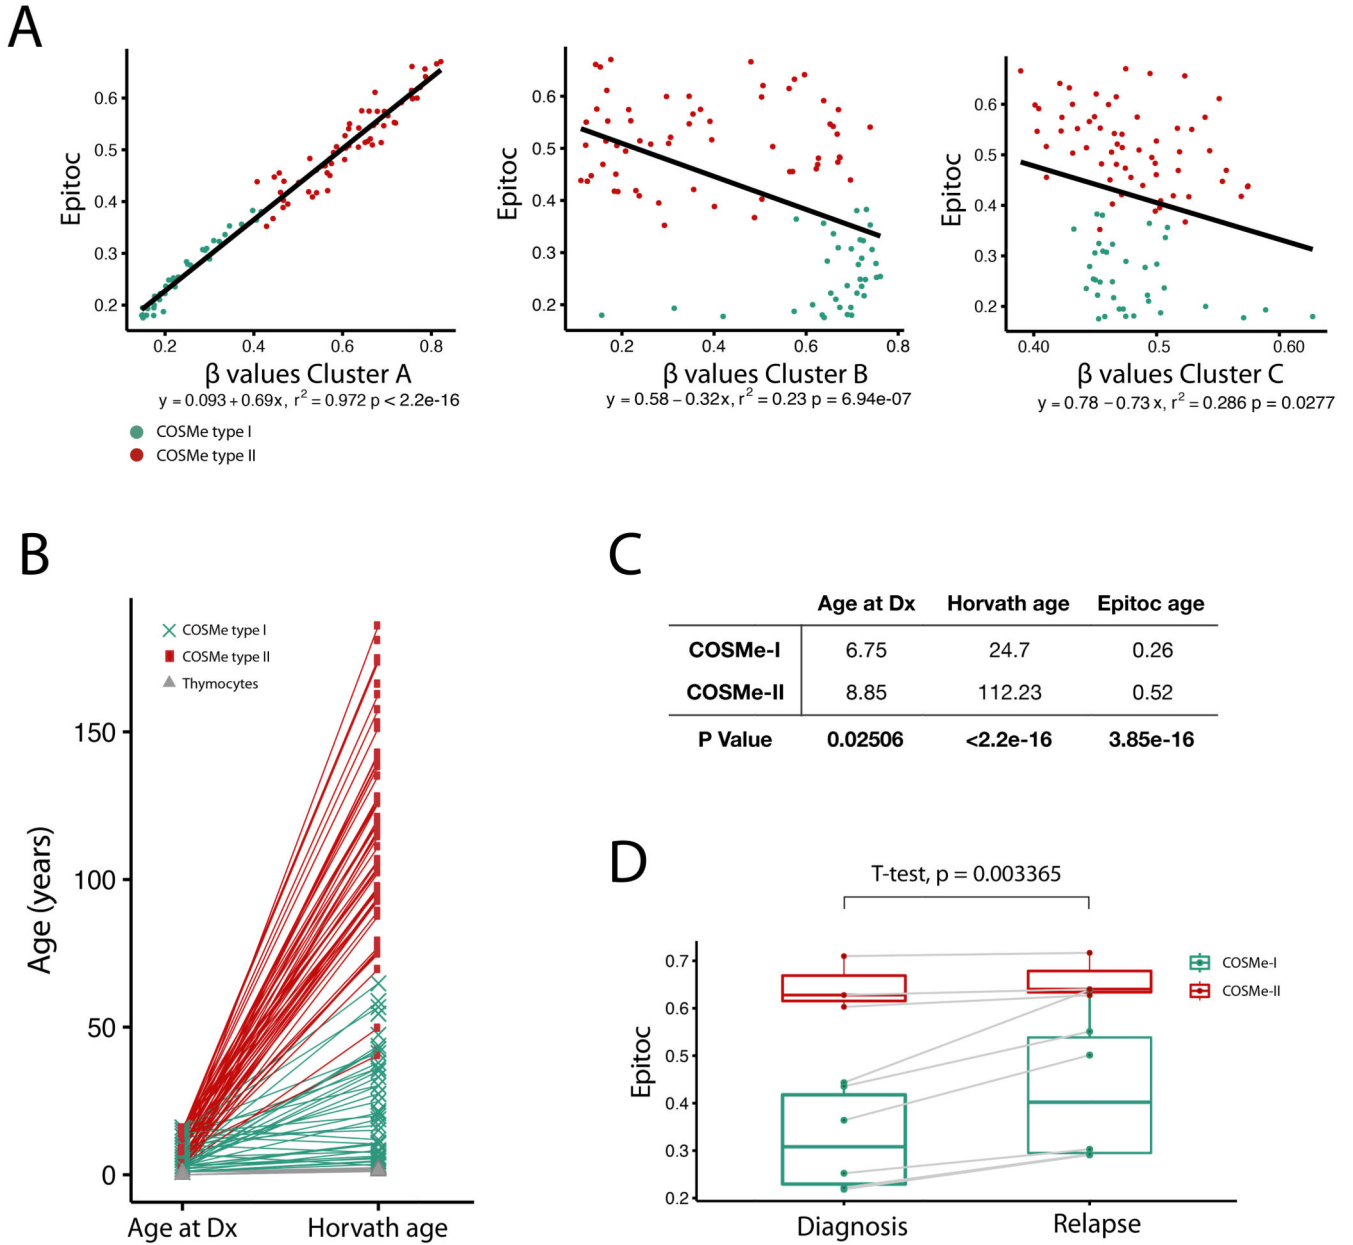 A
Epitoc
0.6
0.5
0.4
0.3
0.2
0.2 0.4 0.6 0.8
β values Cluster A
y = 0.093 + 0.69x, r² = 0.972 p < 2.2e-16
Epitoc
0.6
0.5
0.4
0.3
0.2
0.2 0.4 0.6 0.8
β values Cluster B
y = 0.58 – 0.32x, r² = 0.23 p = 6.94e-07
Epitoc
0.6
0.5
0.4
0.3
0.2
0.40 0.5 0.60
β values Cluster C
y = 0.78 – 0.73 x, r² = 0.286 p = 0.0277
COSMe type I
COSMe type II
B
COSMe type I
COSMe type II
Thymocytes
Age (years)
150
100
50
0
Age at Dx Horvath age
C
Age at Dx Horvath age Epitoc age
COSMe-I 6.75 24.7 0.26
COSMe-II 8.85 112.23 0.52
P Value 0.02506 <2.2e-16 3.85e-16
D
T-test, p = 0.003365
Epitoc
0.7
0.6
0.5
0.4
0.3
0.2
Diagnosis Relapse
COSMe-I
COSMe-II